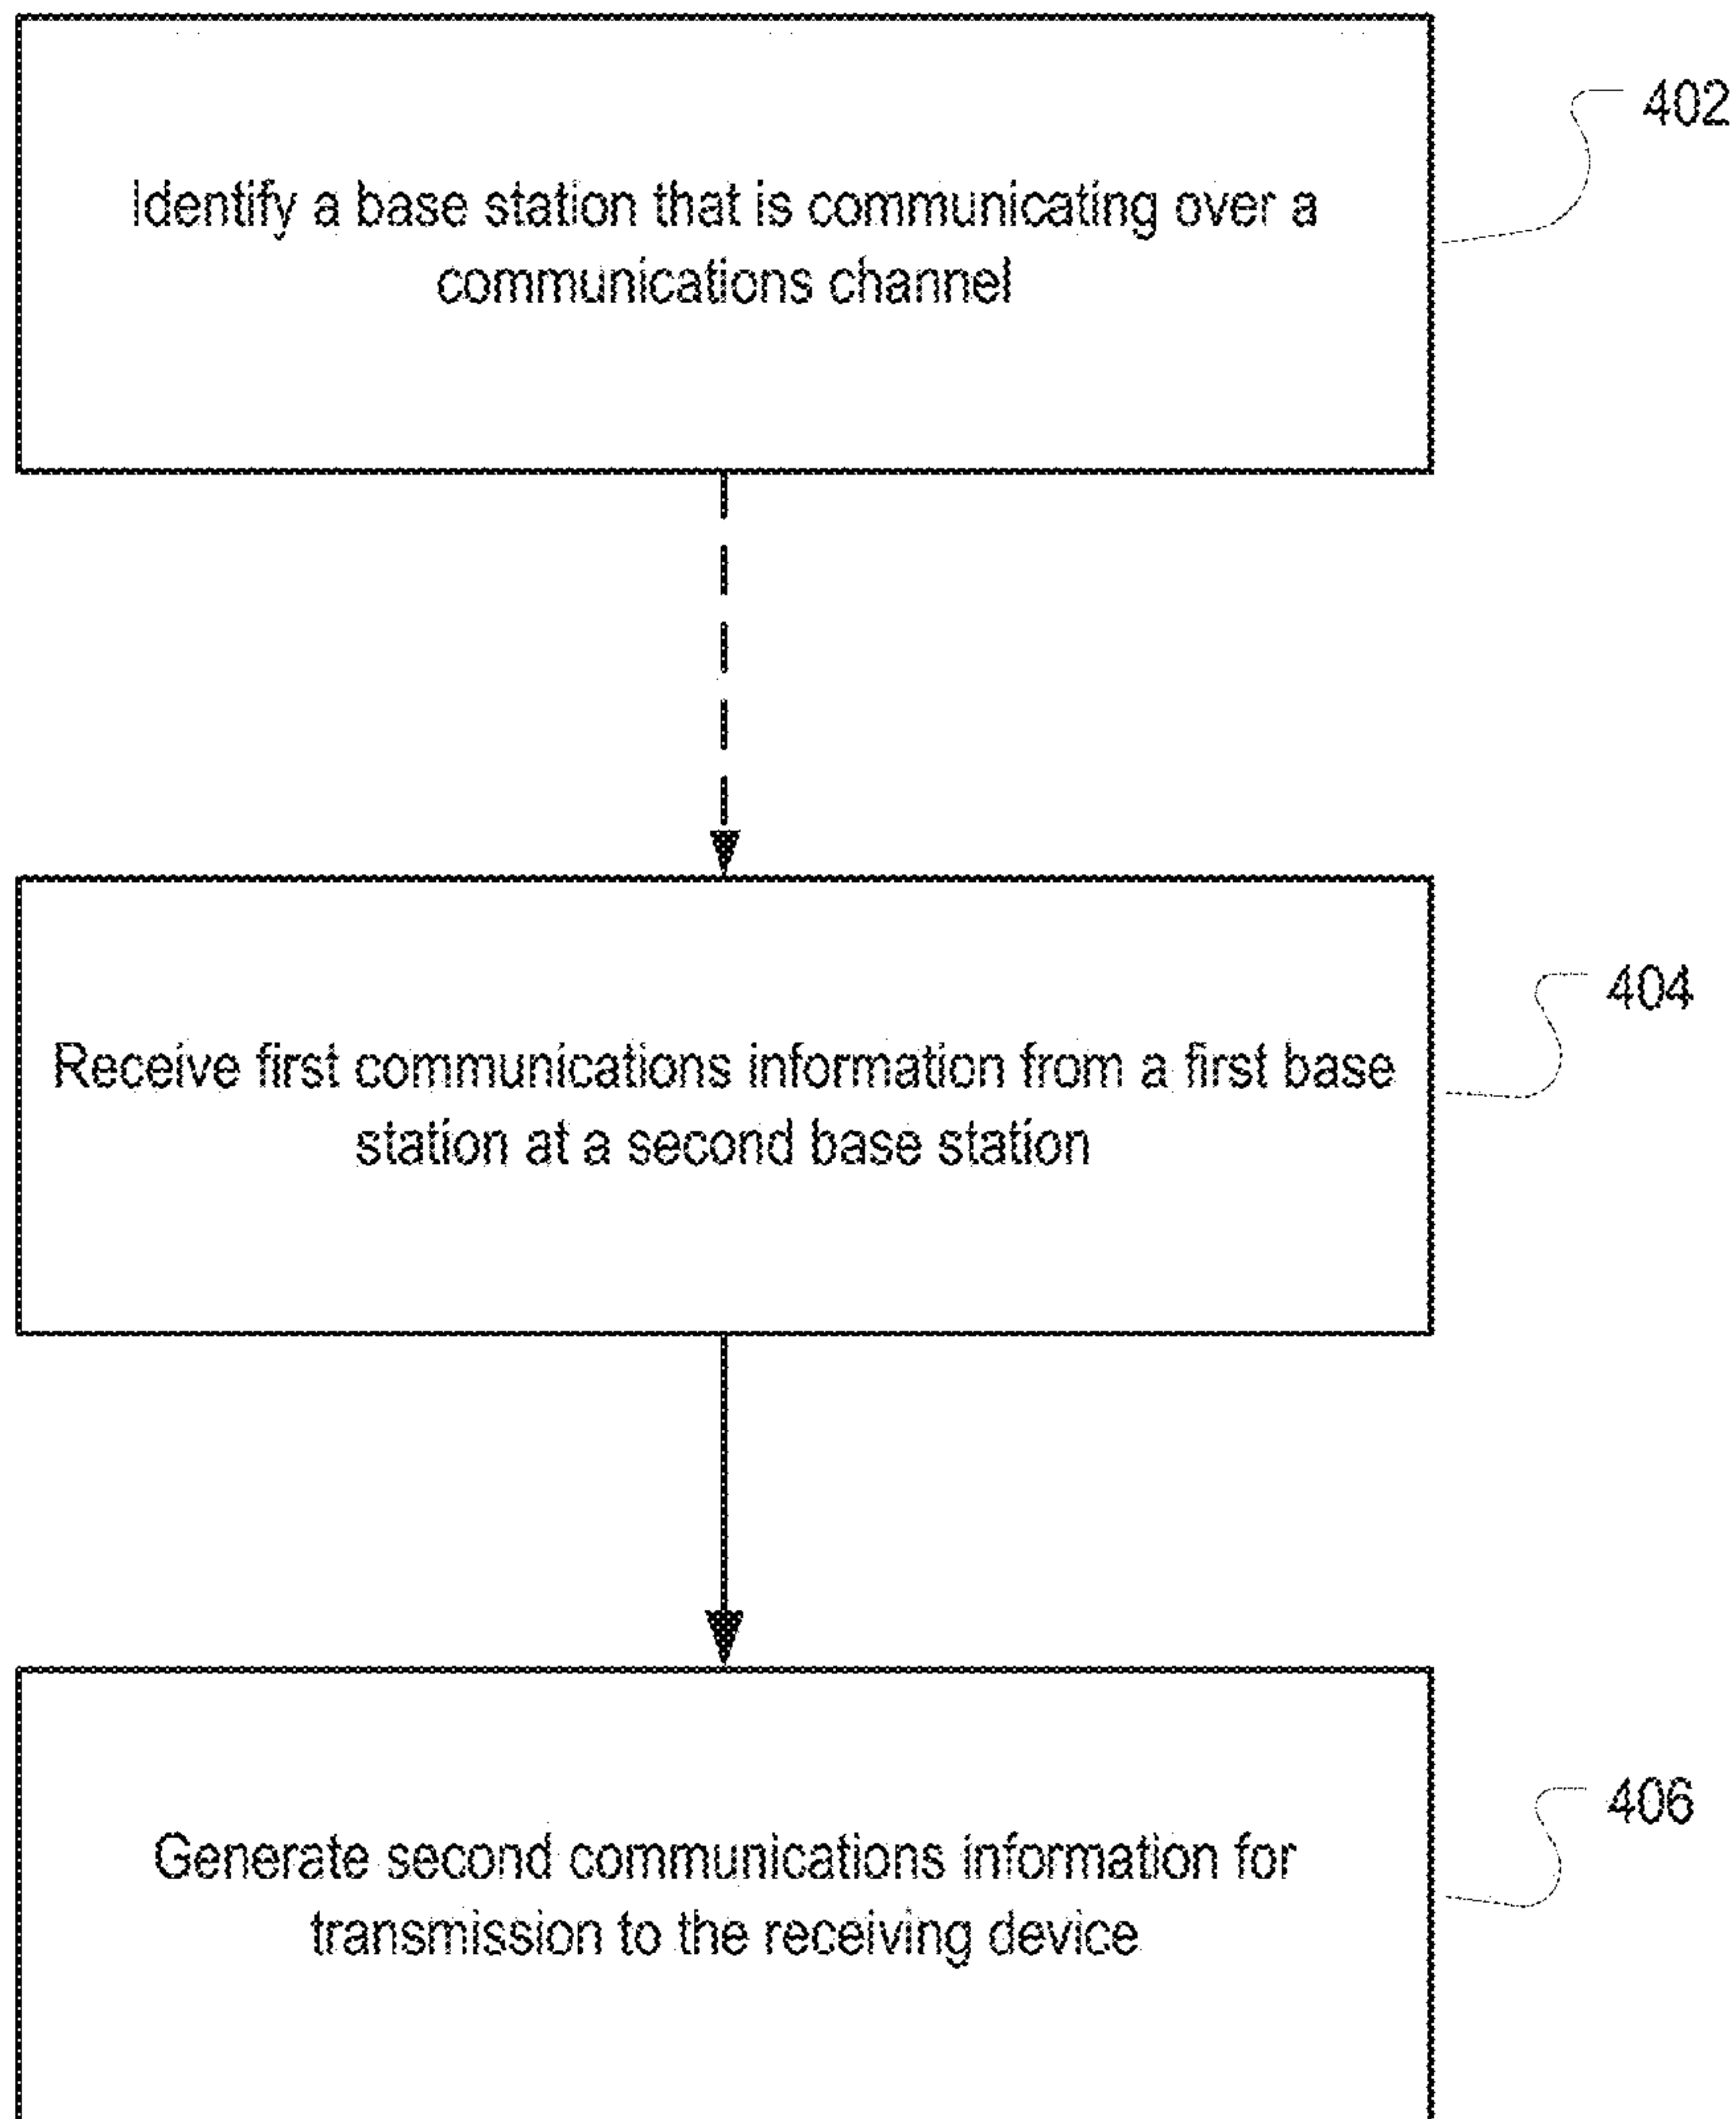 402
Identify a base station that is communicating over a
communications channel
404
Receive first communications information from a first base
station at a second base station
406
Generate second communications information for
transmission to the receiving device